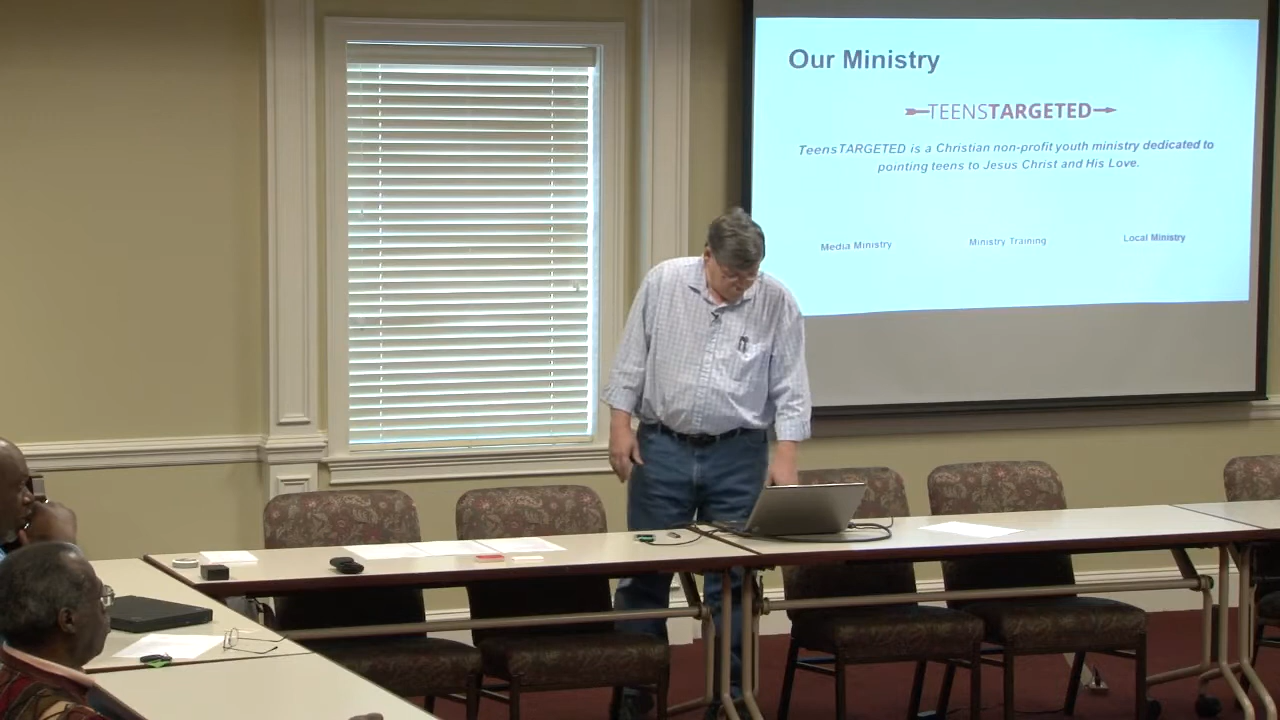 Our Ministry
TEENSTARGETED
TeensTARGETED is a Christian non-profit youth ministry dedicated to
pointing teens to Jesus Christ and His Love.
Media Ministry Ministry Training Local Ministry